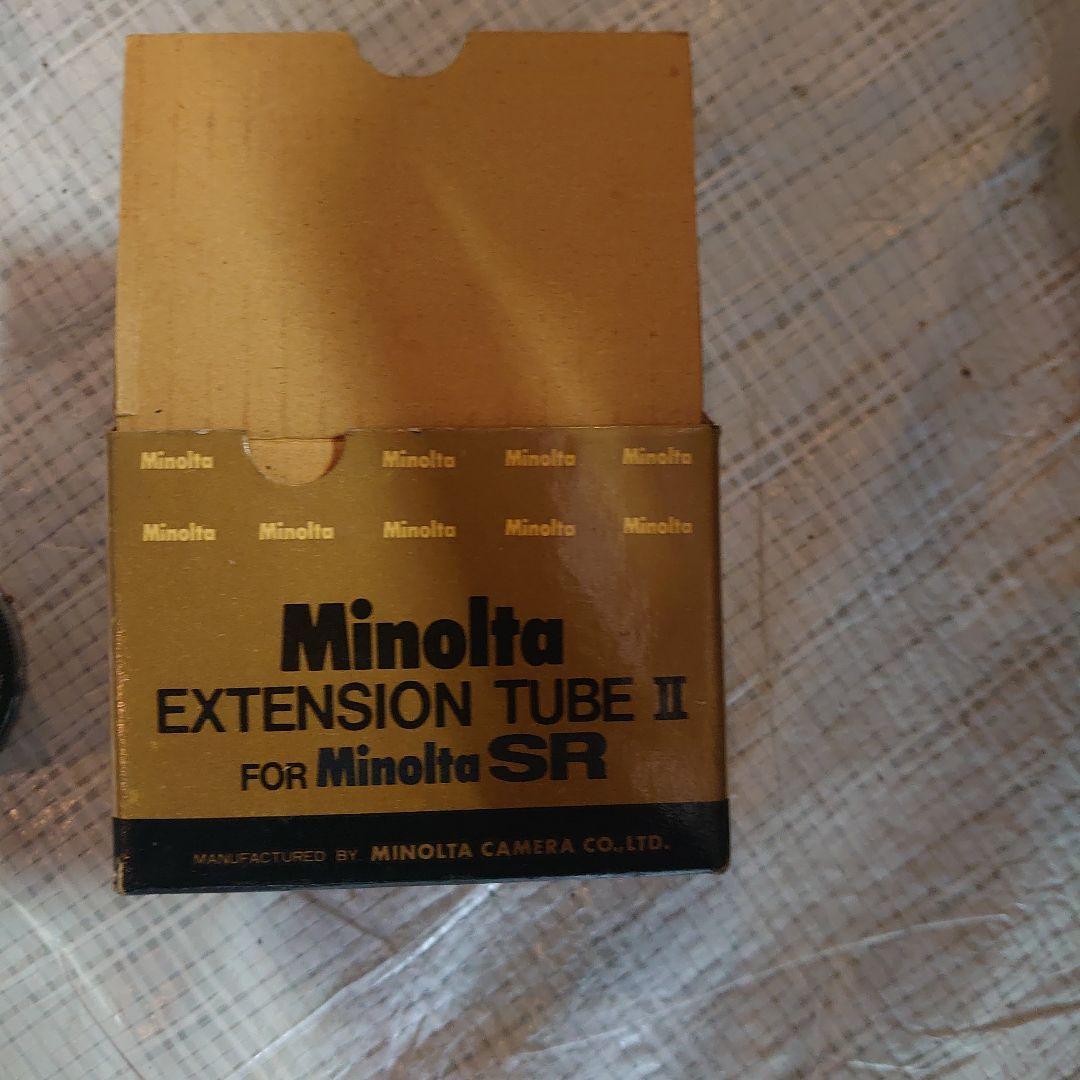 Minolta Minolta Minolta Minolta
Minolta Minolta Minolta Minolta Minolta
Minolta
EXTENSION TUBE II
FOR Minolta SR
MANUFACTURED BY MINOLTA CAMERA CO., LTD.